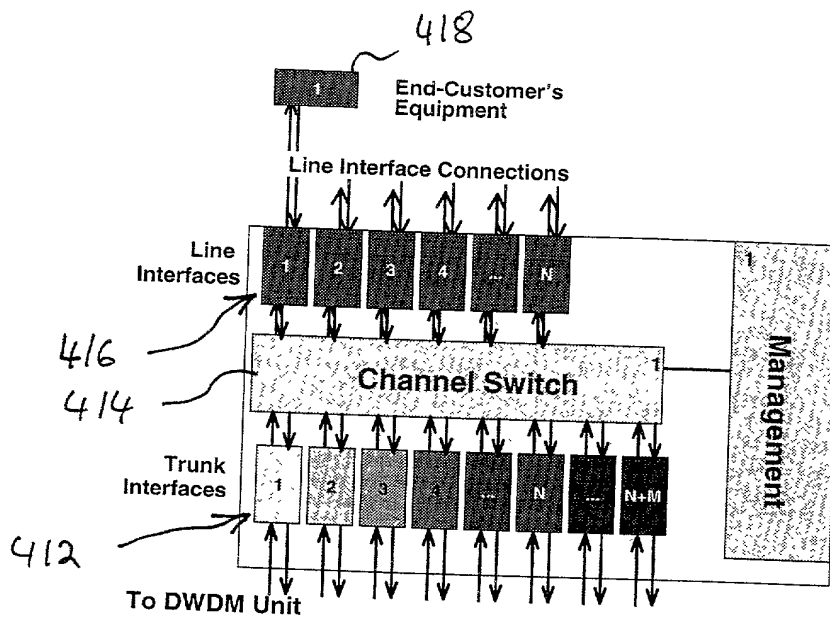 418
1
End-Customer's
Equipment
Line Interface Connections
Line
Interfaces
1 2 3 4 ... N
1
416
414
Channel Switch
1
Management
Trunk
Interfaces
1 2 3 4 ... N ... N+M
412
To DWDM Unit